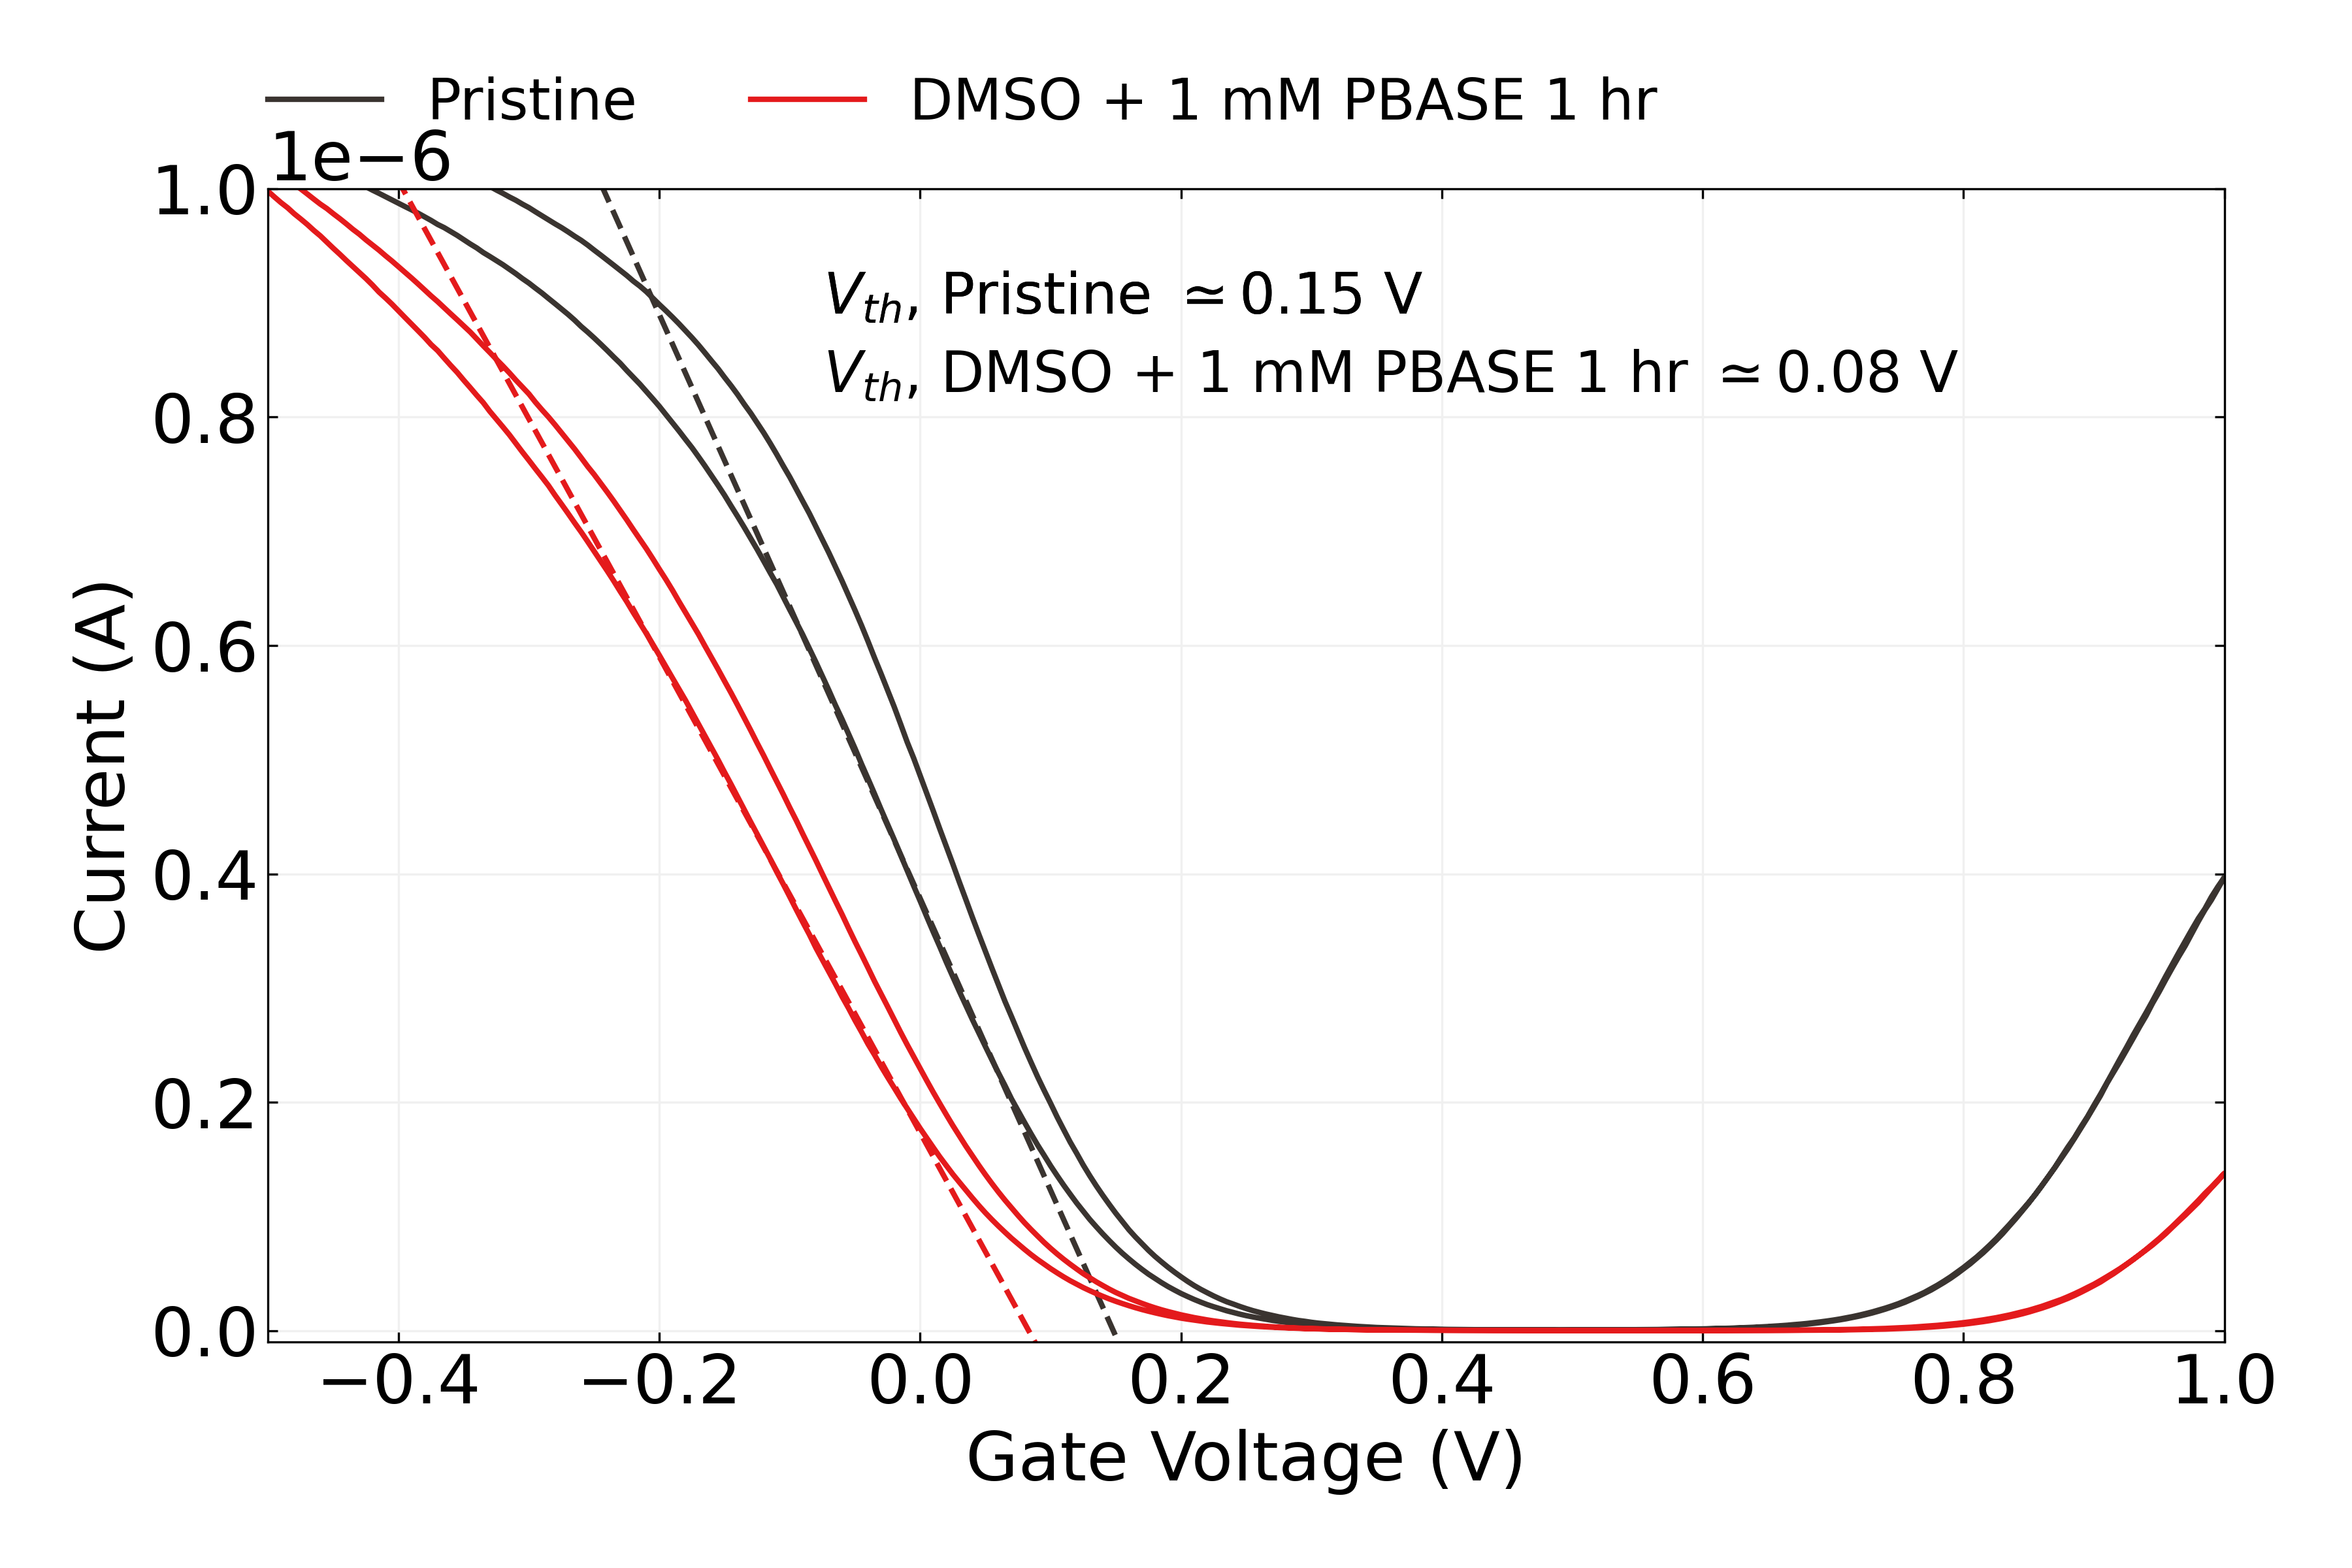 Pristine DMSO + 1 mM PBASE 1 hr
1e−6
1.0
0.8
0.6
0.4
0.2
0.0
Current (A)
V_th, Pristine ≃0.15 V
V_th, DMSO + 1 mM PBASE 1 hr ≃0.08 V
−0.4 −0.2 0.0 0.2 0.4 0.6 0.8 1.0
Gate Voltage (V)